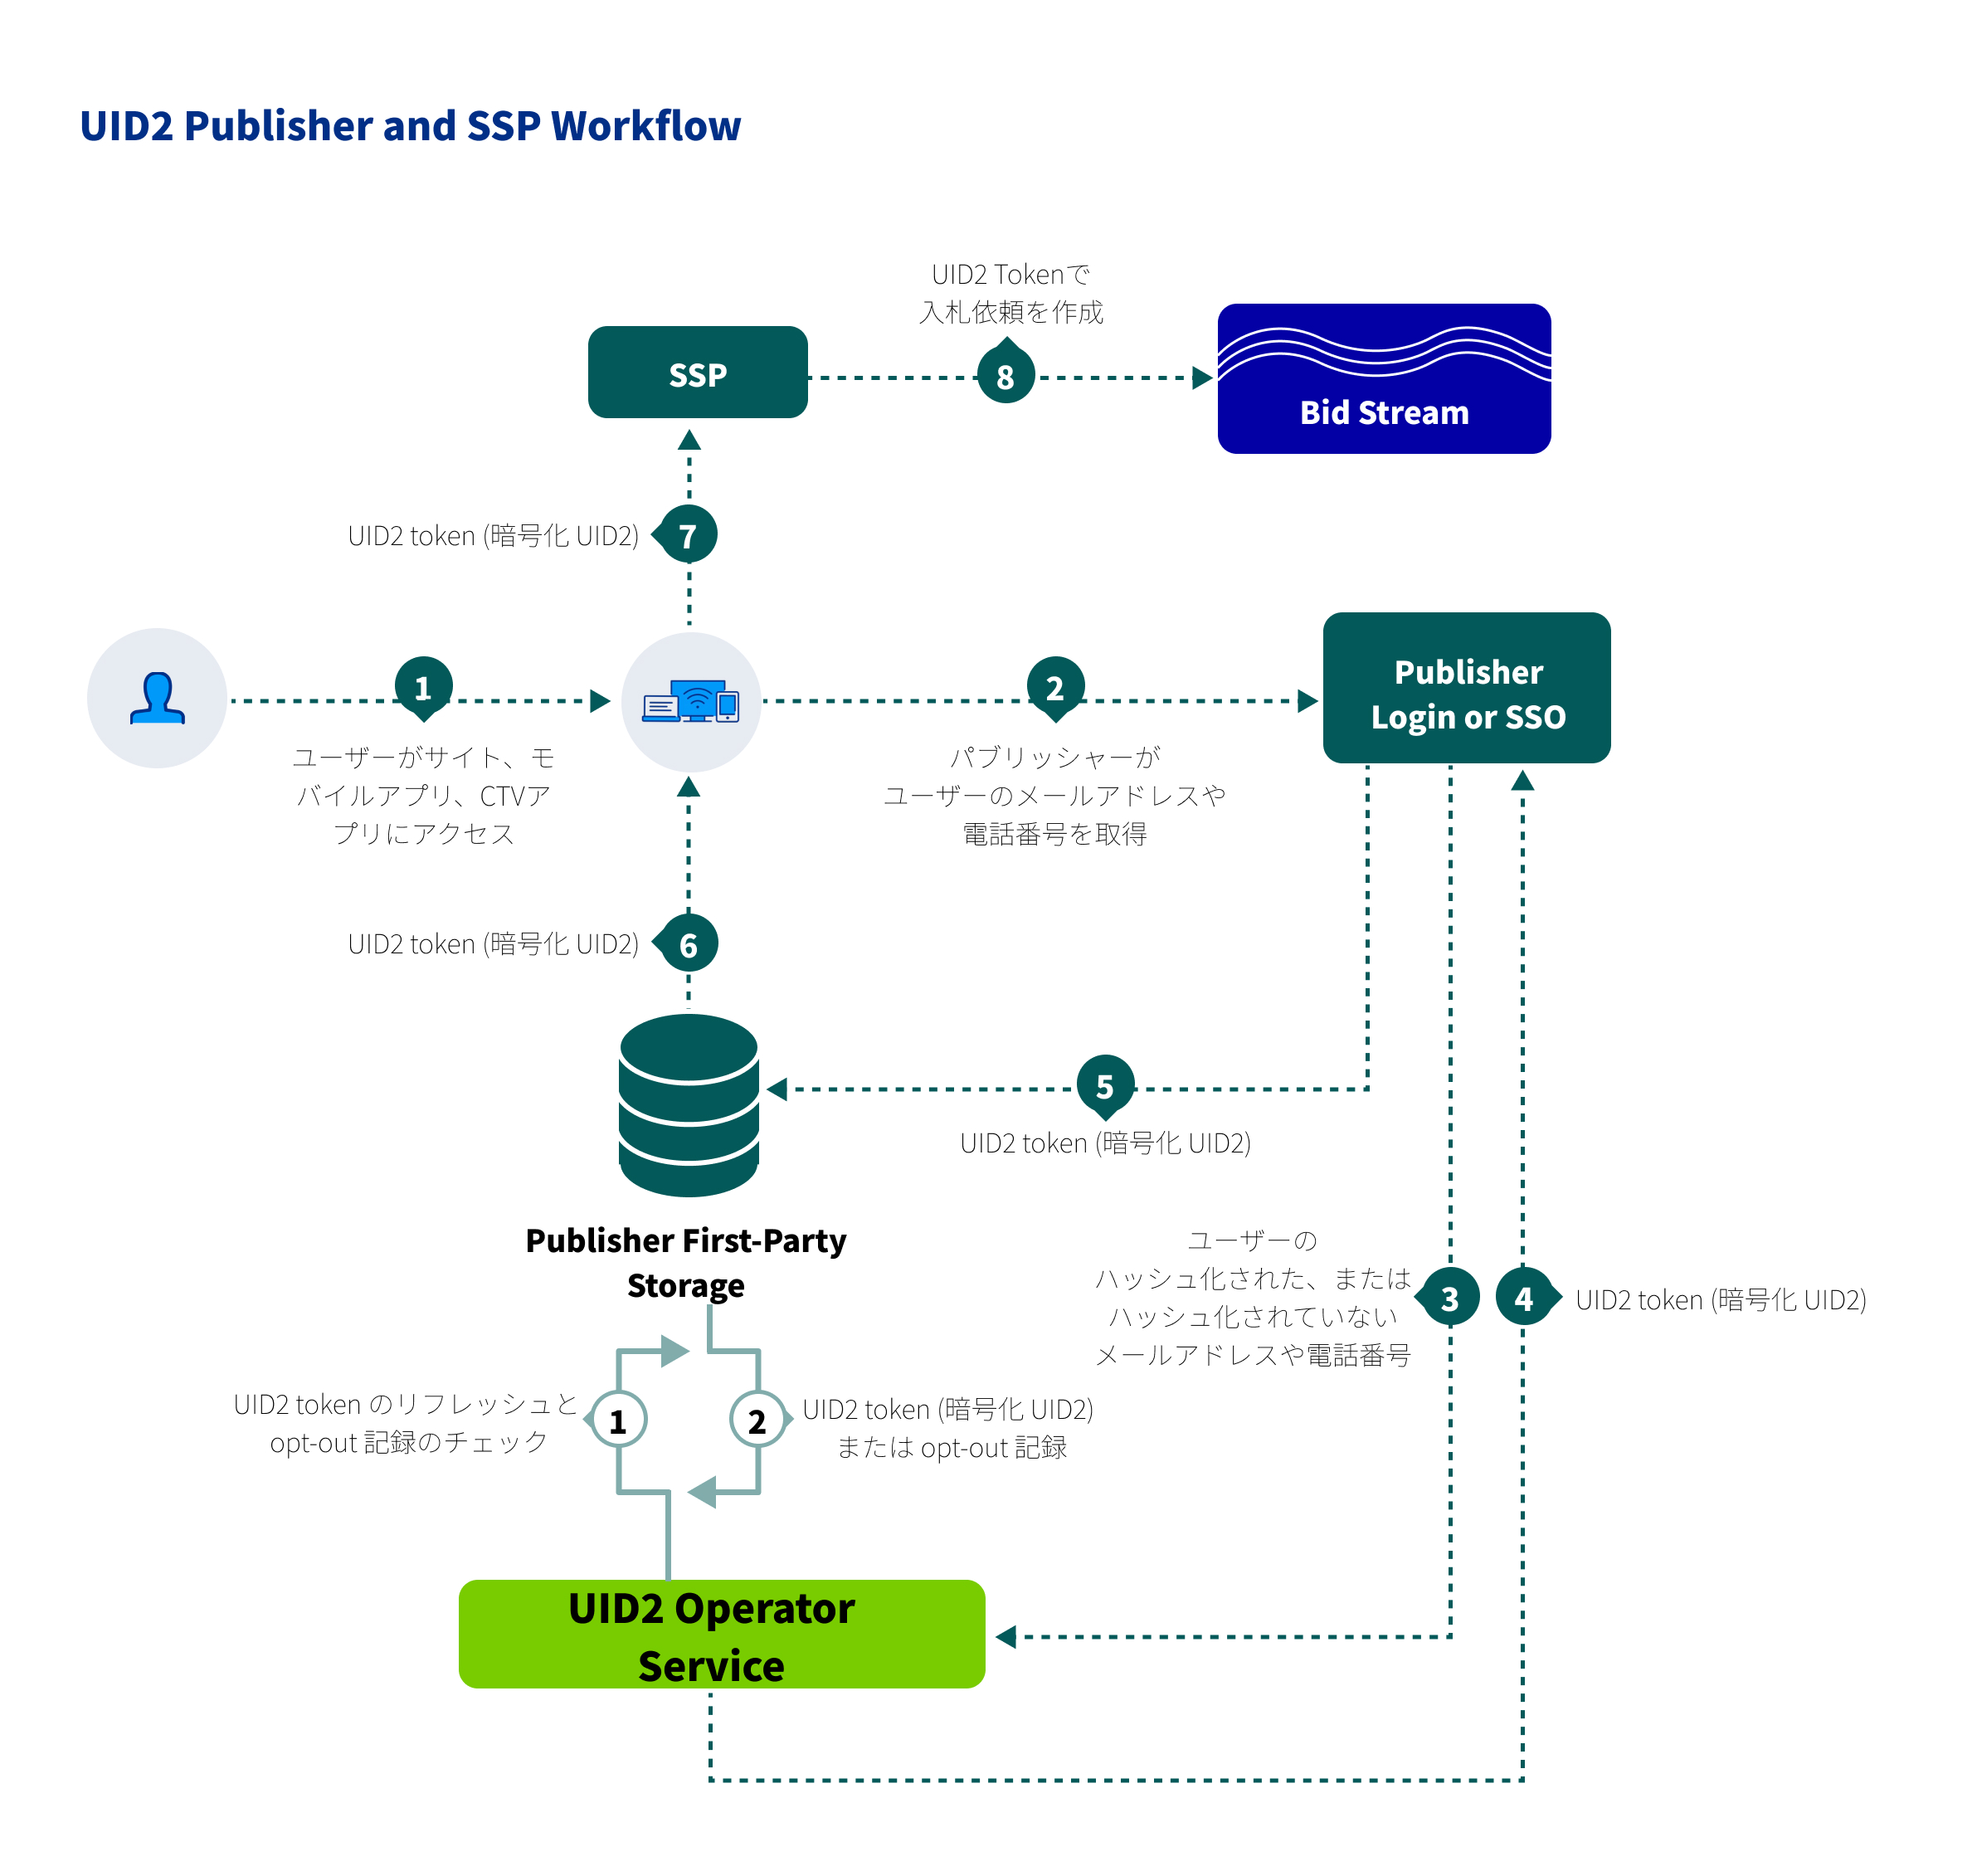 UID2 Publisher and SSP Workflow
UID2 Tokenで
入札依頼を作成
SSP
8
Bid Stream
UID2 token (暗号化 UID2)
7
1
2
Publisher
Login or SSO
ユーザーがサイト、モ
バイルアプリ、CTVア
プリにアクセス
パブリッシャーが
ユーザーのメールアドレスや
電話番号を取得
UID2 token (暗号化 UID2)
6
5
UID2 token (暗号化 UID2)
Publisher First-Party
Storage
ユーザーの
ハッシュ化された、または
ハッシュ化されていない
メールアドレスや電話番号
3
4
UID2 token (暗号化 UID2)
UID2 token のリフレッシュと
opt-out 記録のチェック
1
2
UID2 token (暗号化 UID2)
または opt-out 記録
UID2 Operator
Service